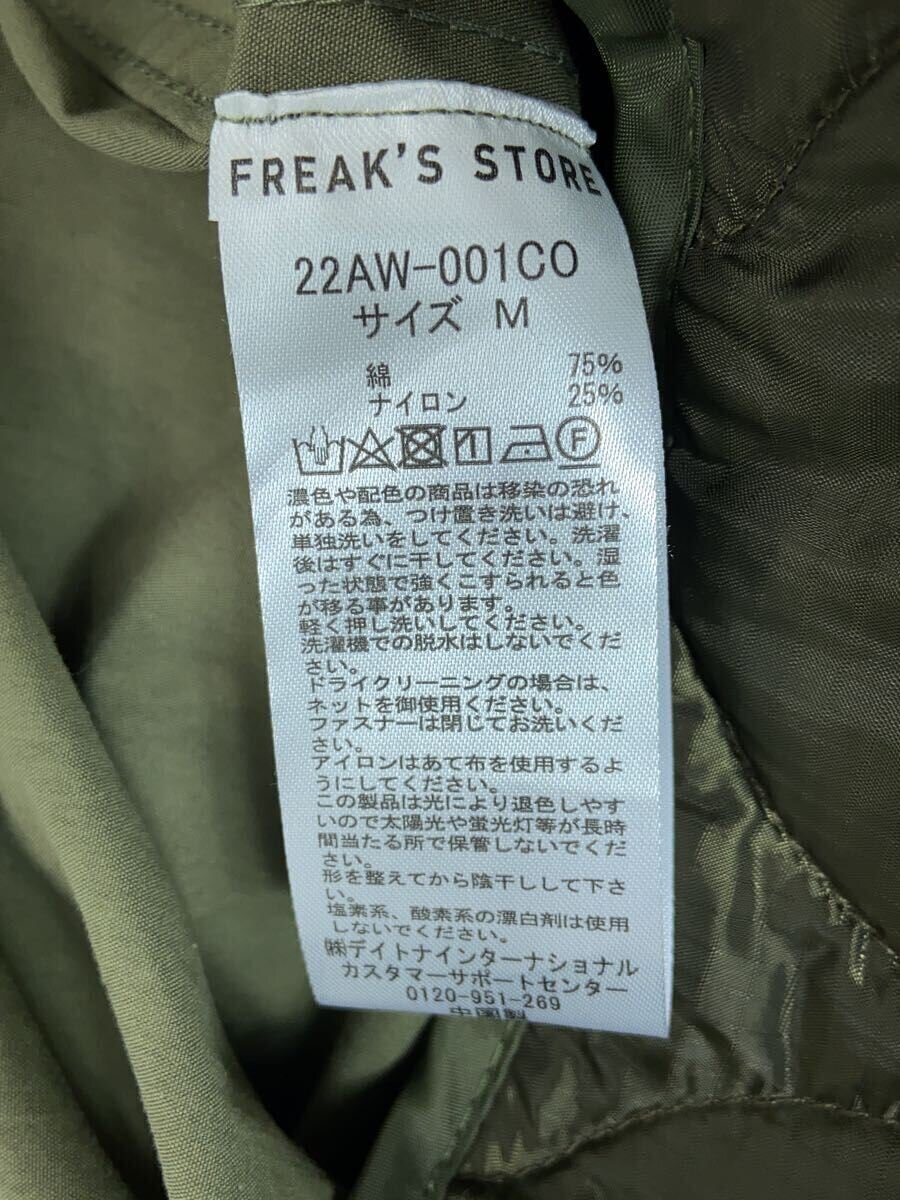 FREAK'S STORE
22AW-001CO
サイズ M
綿 75%
ナイロン 25%
F
濃色や配色の商品は移染の恐れ
がある為、つけ置き洗いは避け、
単独洗いをしてください。洗濯
後はすぐに干してください。湿
った状態で強くこすられると色
が移る事があります。
軽く押し洗いしてください。
洗濯機での脱水はしないでくだ
さい。
ドライクリーニングの場合は、
ネットを御使用ください。
ファスナーは閉じてお洗いくだ
さい。
アイロンはあて布を使用するよ
うにしてください。
この製品は光により退色しやす
いので太陽光や蛍光灯等が長時
間当たる所で保管しないでくだ
さい。
形を整えてから陰干しして下さ
い。
塩素系、酸素系の漂白剤は使用
しないでください。
㈱デイトナインターナショナル
カスタマーサポートセンター
0120-951-269
中国製